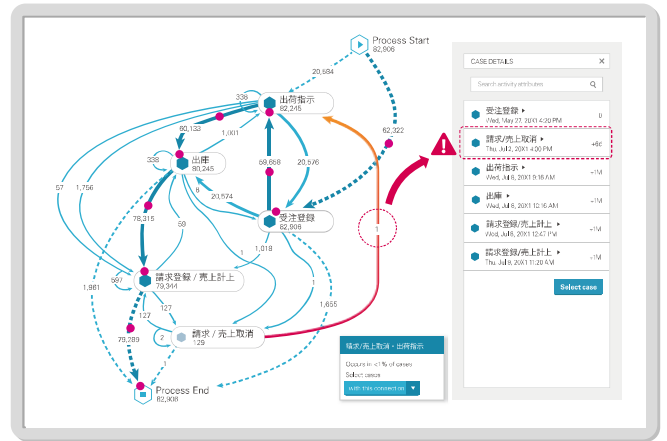 Process Start
82,906
20,584
338
出荷指示
82,245
60,133
1,001
62,322
338
出庫
80,245
59,658
20,576
57
1,756
6
20,574
受注登録
82,906
78,315
59
1
1,018
1
1
597
請求登録 / 売上計上
79,344
1,981
127
127
1,655
79,289
2
請求 / 売上取消
129
1
Process End
82,906
請求/売上取消・出荷指示
Occurs in <1% of cases
Select cases
with this connection
CASE DETAILS
×
Search activity attributes
受注登録
Wed, May 27, 20X1 4:20 PM
0
請求/売上取消
Thu, Jul 2, 20X1 4:00 PM
+6d
出荷指示
Wed, Jul 8, 20X1 9:16 AM
~1M
出庫
Wed, Jul 8, 20X1 10:16 AM
~1M
請求登録/売上計上
Wed, Jul 8, 20X1 12:47 PM
~1M
請求登録/売上計上
Thu, Jul 9, 20X1 11:20 AM
~1M
Select case